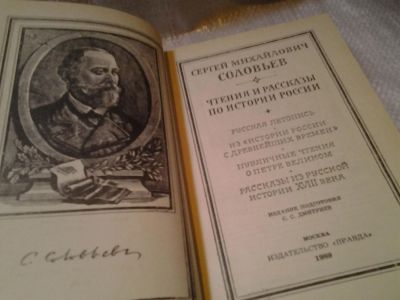 С. Соловьев
СЕРГЕЙ МИХАЙЛОВИЧ
СОЛОВЬЕВ
ЧТЕНИЯ И РАССКАЗЫ
ПО ИСТОРИИ РОССИИ
РУССКАЯ ЛЕТОПИСЬ
ИЗ «ИСТОРИИ РОССИИ
С ДРЕВНЕЙШИХ ВРЕМЕН»
ПУБЛИЧНЫЕ ЧТЕНИЯ
О ПЕТРЕ ВЕЛИКОМ
РАССКАЗЫ ИЗ РУССКОЙ
ИСТОРИИ XVIII ВЕКА
ИЗДАНИЕ ПОДГОТОВИЛ
С. С. ДМИТРИЕВ
МОСКВА
ИЗДАТЕЛЬСТВО «ПРАВДА»
1989